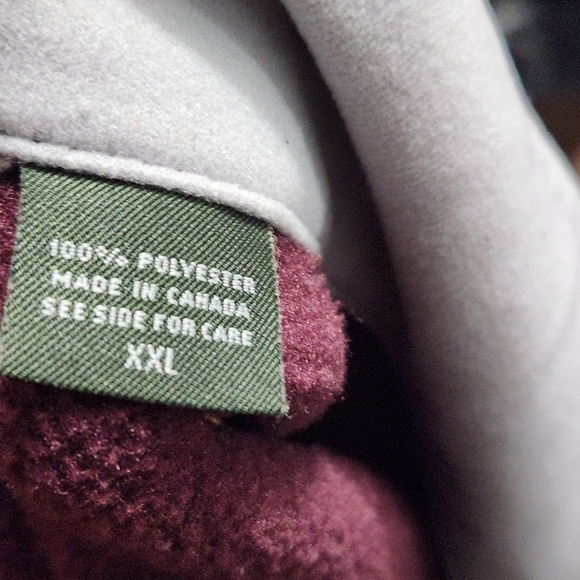 100% POLYESTER
MADE IN CANADA
SEE SIDE FOR CARE
XXL